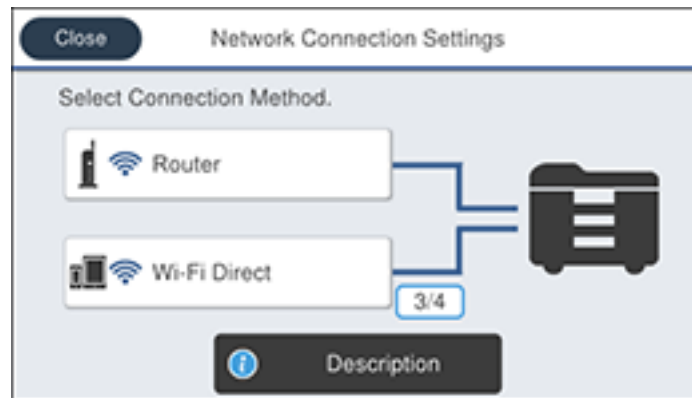 Close
Network Connection Settings
Select Connection Method.
Router
Wi-Fi Direct
3/4
Description